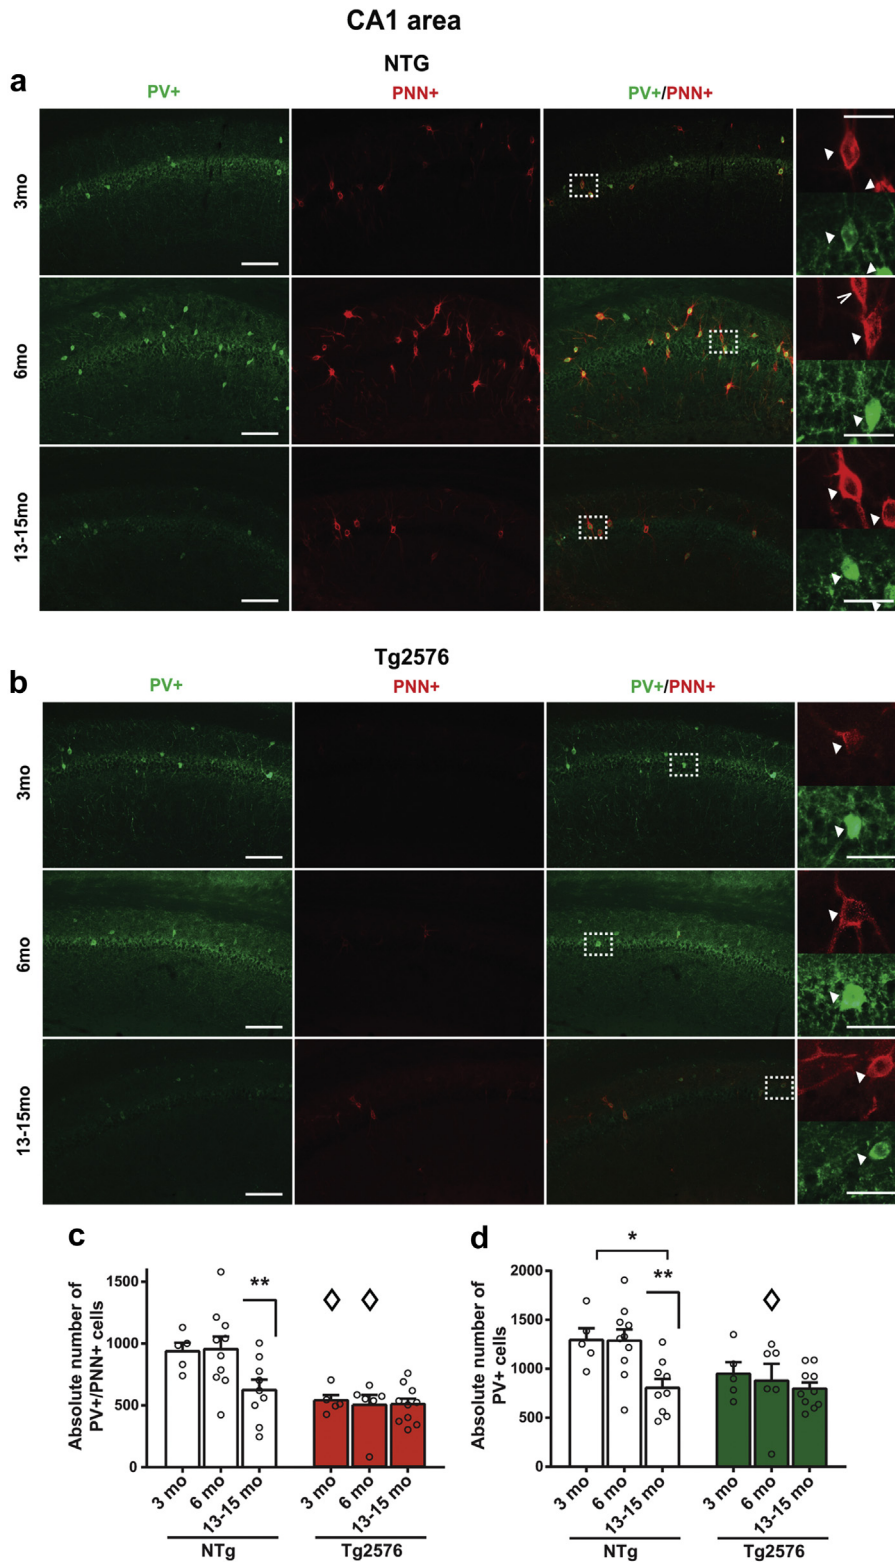 CA1 area
NTG
a
PV+ PNN+ PV+/PNN+
3mo
6mo
13-15mo
Tg2576
b
PV+ PNN+ PV+/PNN+
3mo
6mo
13-15mo
c
Absolute number of
PV+/PNN+ cells
1500
1000
500
0
**
3 mo
6 mo
13-15 mo
3 mo
6 mo
13-15 mo
NTg
Tg2576
d
Absolute number of
PV+ cells
2000
1500
1000
500
0
*
**
3 mo
6 mo
13-15 mo
3 mo
6 mo
13-15 mo
NTg
Tg2576